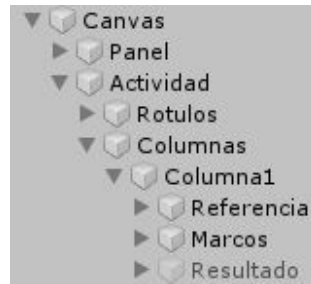 Canvas
Panel
Actividad
Rotulos
Columnas
Columna1
Referencia
Marcos
Resultado